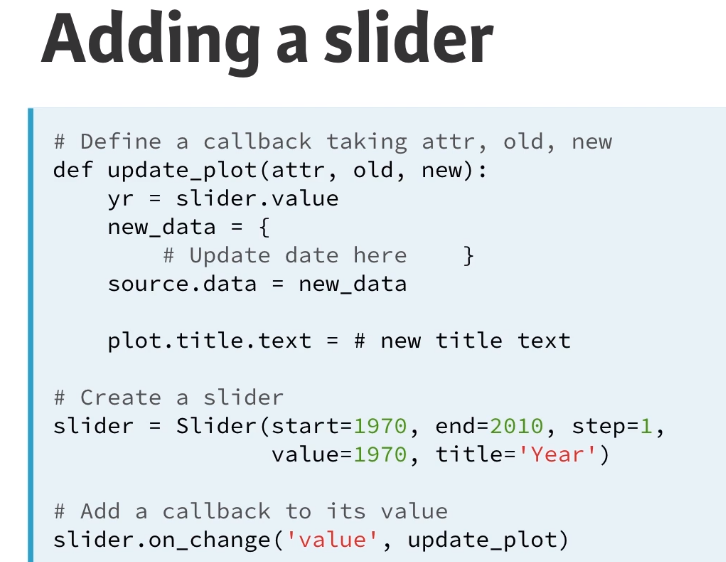 Adding a slider
# Define a callback taking attr, old, new
def update_plot(attr, old, new):
    yr = slider.value
    new_data = {
        # Update date here    }
    source.data = new_data

    plot.title.text = # new title text

# Create a slider
slider = Slider(start=1970, end=2010, step=1,
                value=1970, title='Year')

# Add a callback to its value
slider.on_change('value', update_plot)